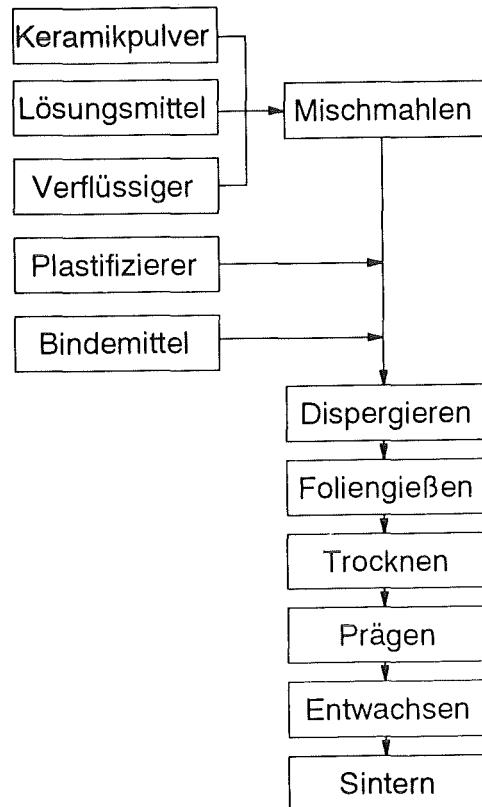 Keramikpulver
Lösungsmittel
Mischmahlen
Verflüssiger
Plastifizierer
Bindemittel
Dispergieren
Foliengießen
Trocknen
Prägen
Entwachsen
Sintern